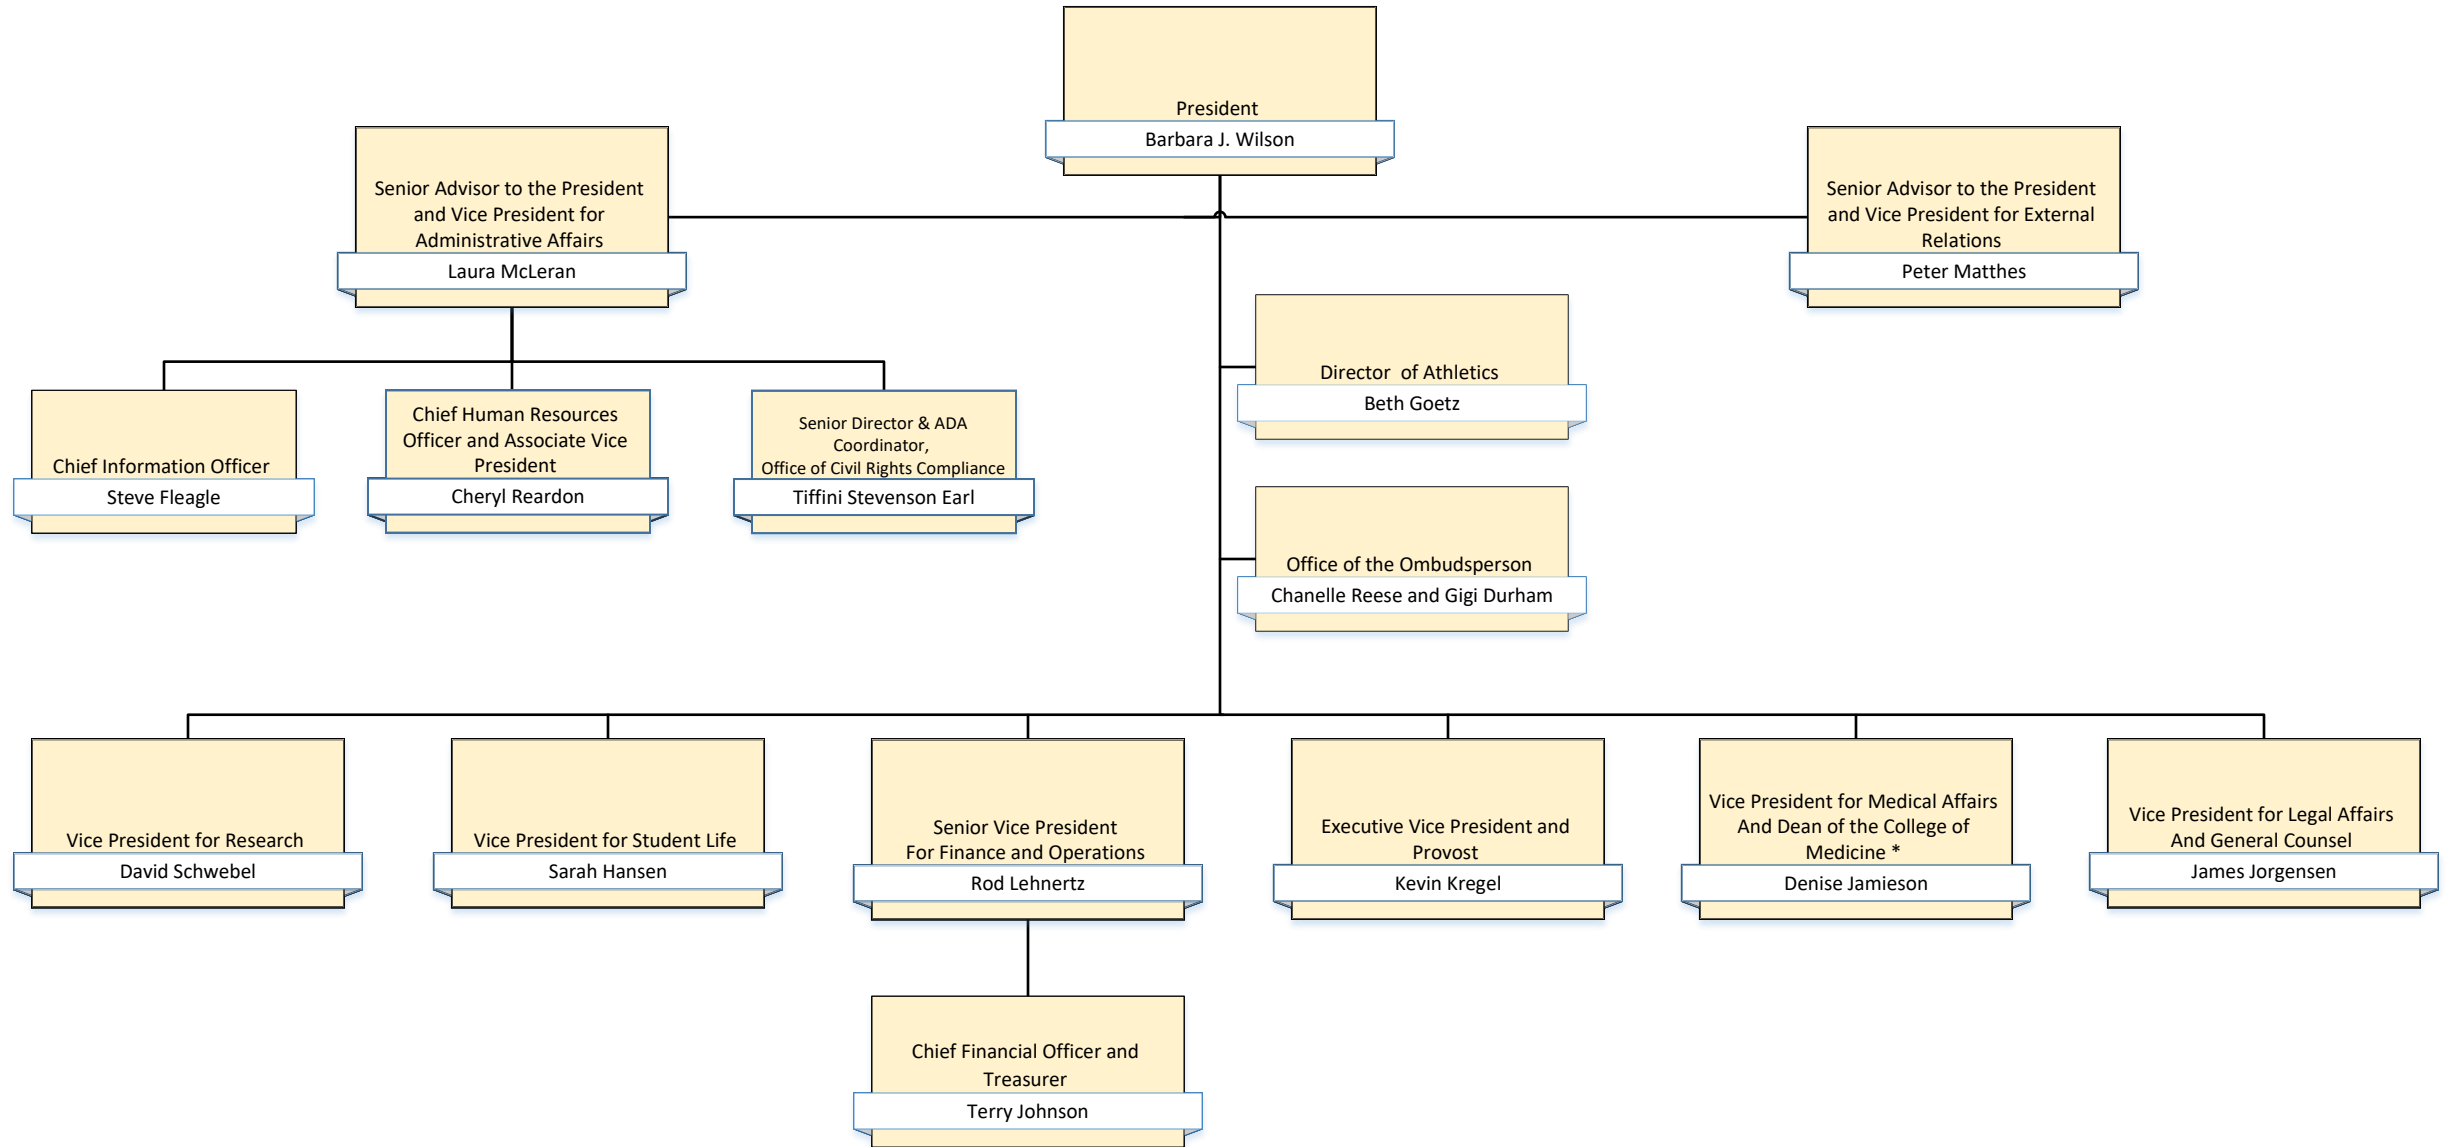 President
Barbara J. Wilson
Senior Advisor to the President
and Vice President for
Administrative Affairs
Laura McLeran
Senior Advisor to the President
and Vice President for External
Relations
Peter Matthes
Director  of Athletics
Beth Goetz
Chief Information Officer
Steve Fleagle
Chief Human Resources
Officer and Associate Vice
President
Cheryl Reardon
Senior Director & ADA
Coordinator,
Office of Civil Rights Compliance
Tiffini Stevenson Earl
Office of the Ombudsperson
Chanelle Reese and Gigi Durham
Vice President for Research
David Schwebel
Vice President for Student Life
Sarah Hansen
Senior Vice President
For Finance and Operations
Rod Lehnertz
Executive Vice President and
Provost
Kevin Kregel
Vice President for Medical Affairs
And Dean of the College of
Medicine *
Denise Jamieson
Vice President for Legal Affairs
And General Counsel
James Jorgensen
Chief Financial Officer and
Treasurer
Terry Johnson